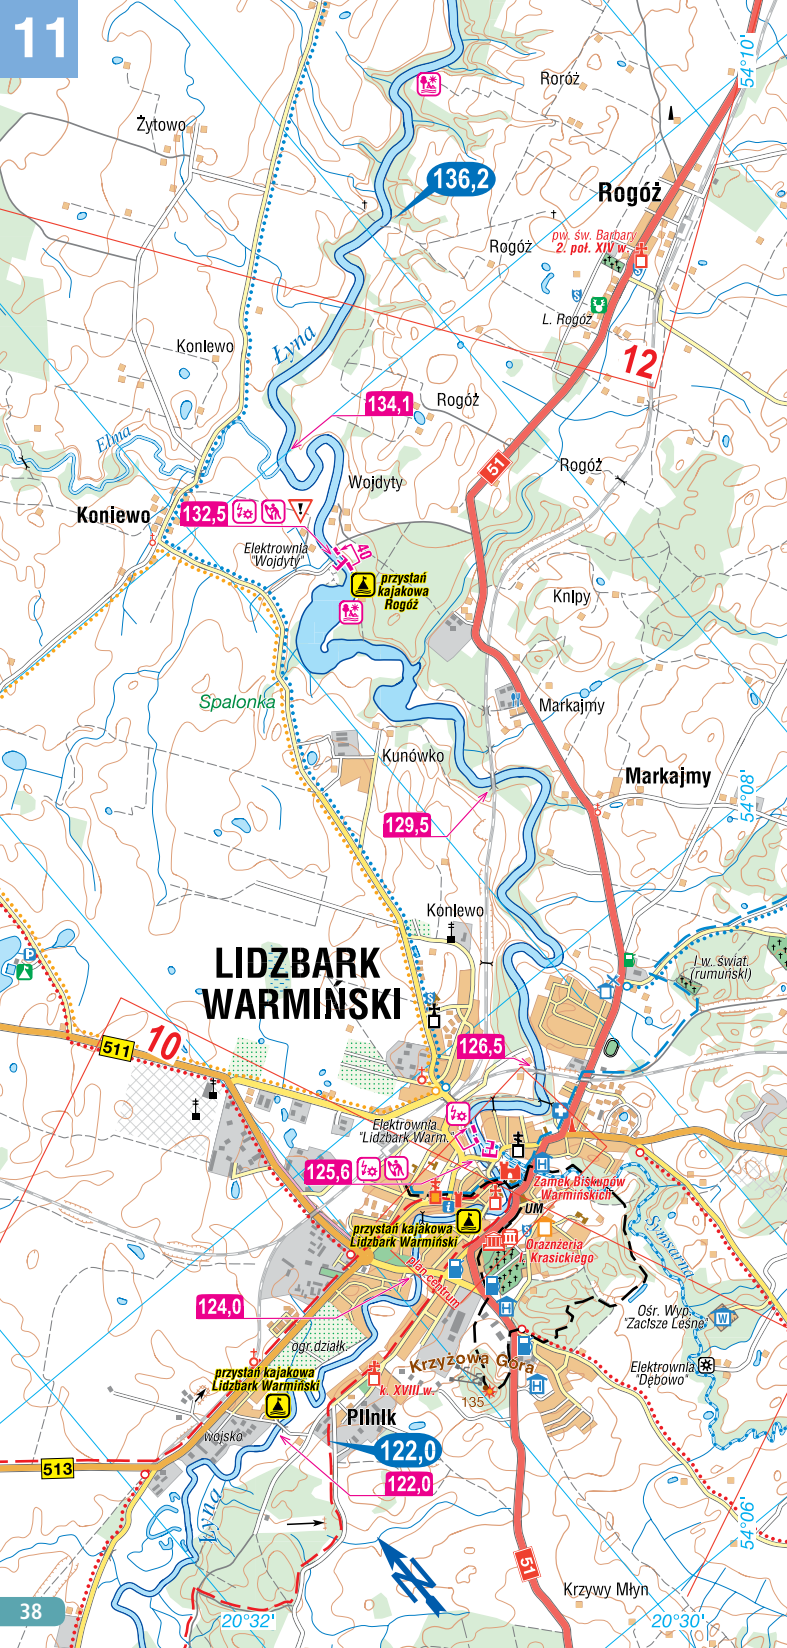 11
54°10'
Roróż
Żytowo
136,2
Rogóż
pw. św. Barbary
2. poł. XIV w.
Rogóż
L. Rogóż
Łyna
Koniewo
12
134,1
Rogóż
Elma
51
Rogóż
Wojdyty
Koniewo
132,5
Elektrownia
"Wojdyty"
40
przystań
kajakowa
Rogóż
Knipy
Spalonka
Markajmy
Kunówko
Markajmy
54°08'
129,5
Koniewo
LIDZBARK
WARMIŃSKI
P
I w. świat.
(rumuński)
511
10
126,5
Elektrownia
"Lidzbark Warm."
125,6
H
Zamek Biskupów
Warmińskich
UM
przystań kajakowa
Lidzbark Warmiński
Oranżeria
I. Krasickiego
Symsarna
plan centrum
124,0
H
Ośr. Wyp.
"Zacisze Leśne"
W
ogr.działk.
Krzyżowa Góra
Elektrownia
"Dębowo"
przystań kajakowa
Lidzbark Warmiński
k. XVIII w.
H
135
Pilnik
wojsko
122,0
513
122,0
Łyna
54°06'
N
51
Krzywy Młyn
38
20°32'
20°30'